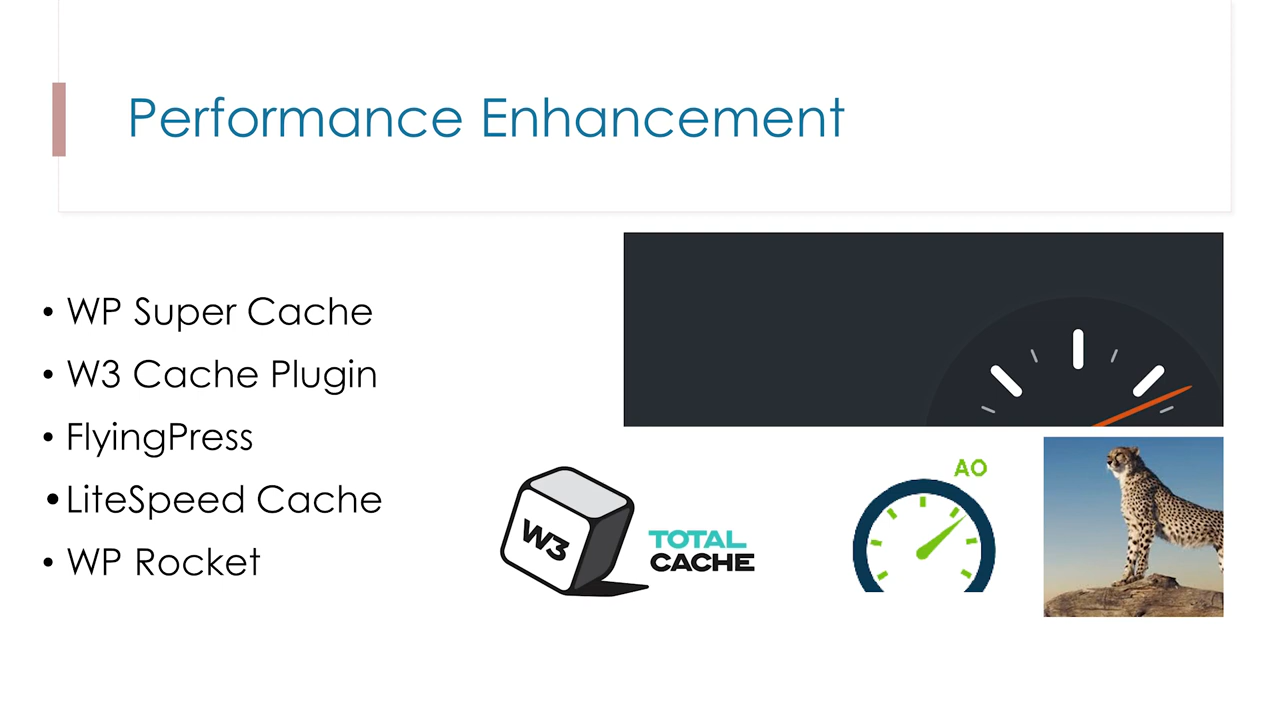 Performance Enhancement
• WP Super Cache
• W3 Cache Plugin
• FlyingPress
• LiteSpeed Cache
• WP Rocket
W3
TOTAL
CACHE
AO